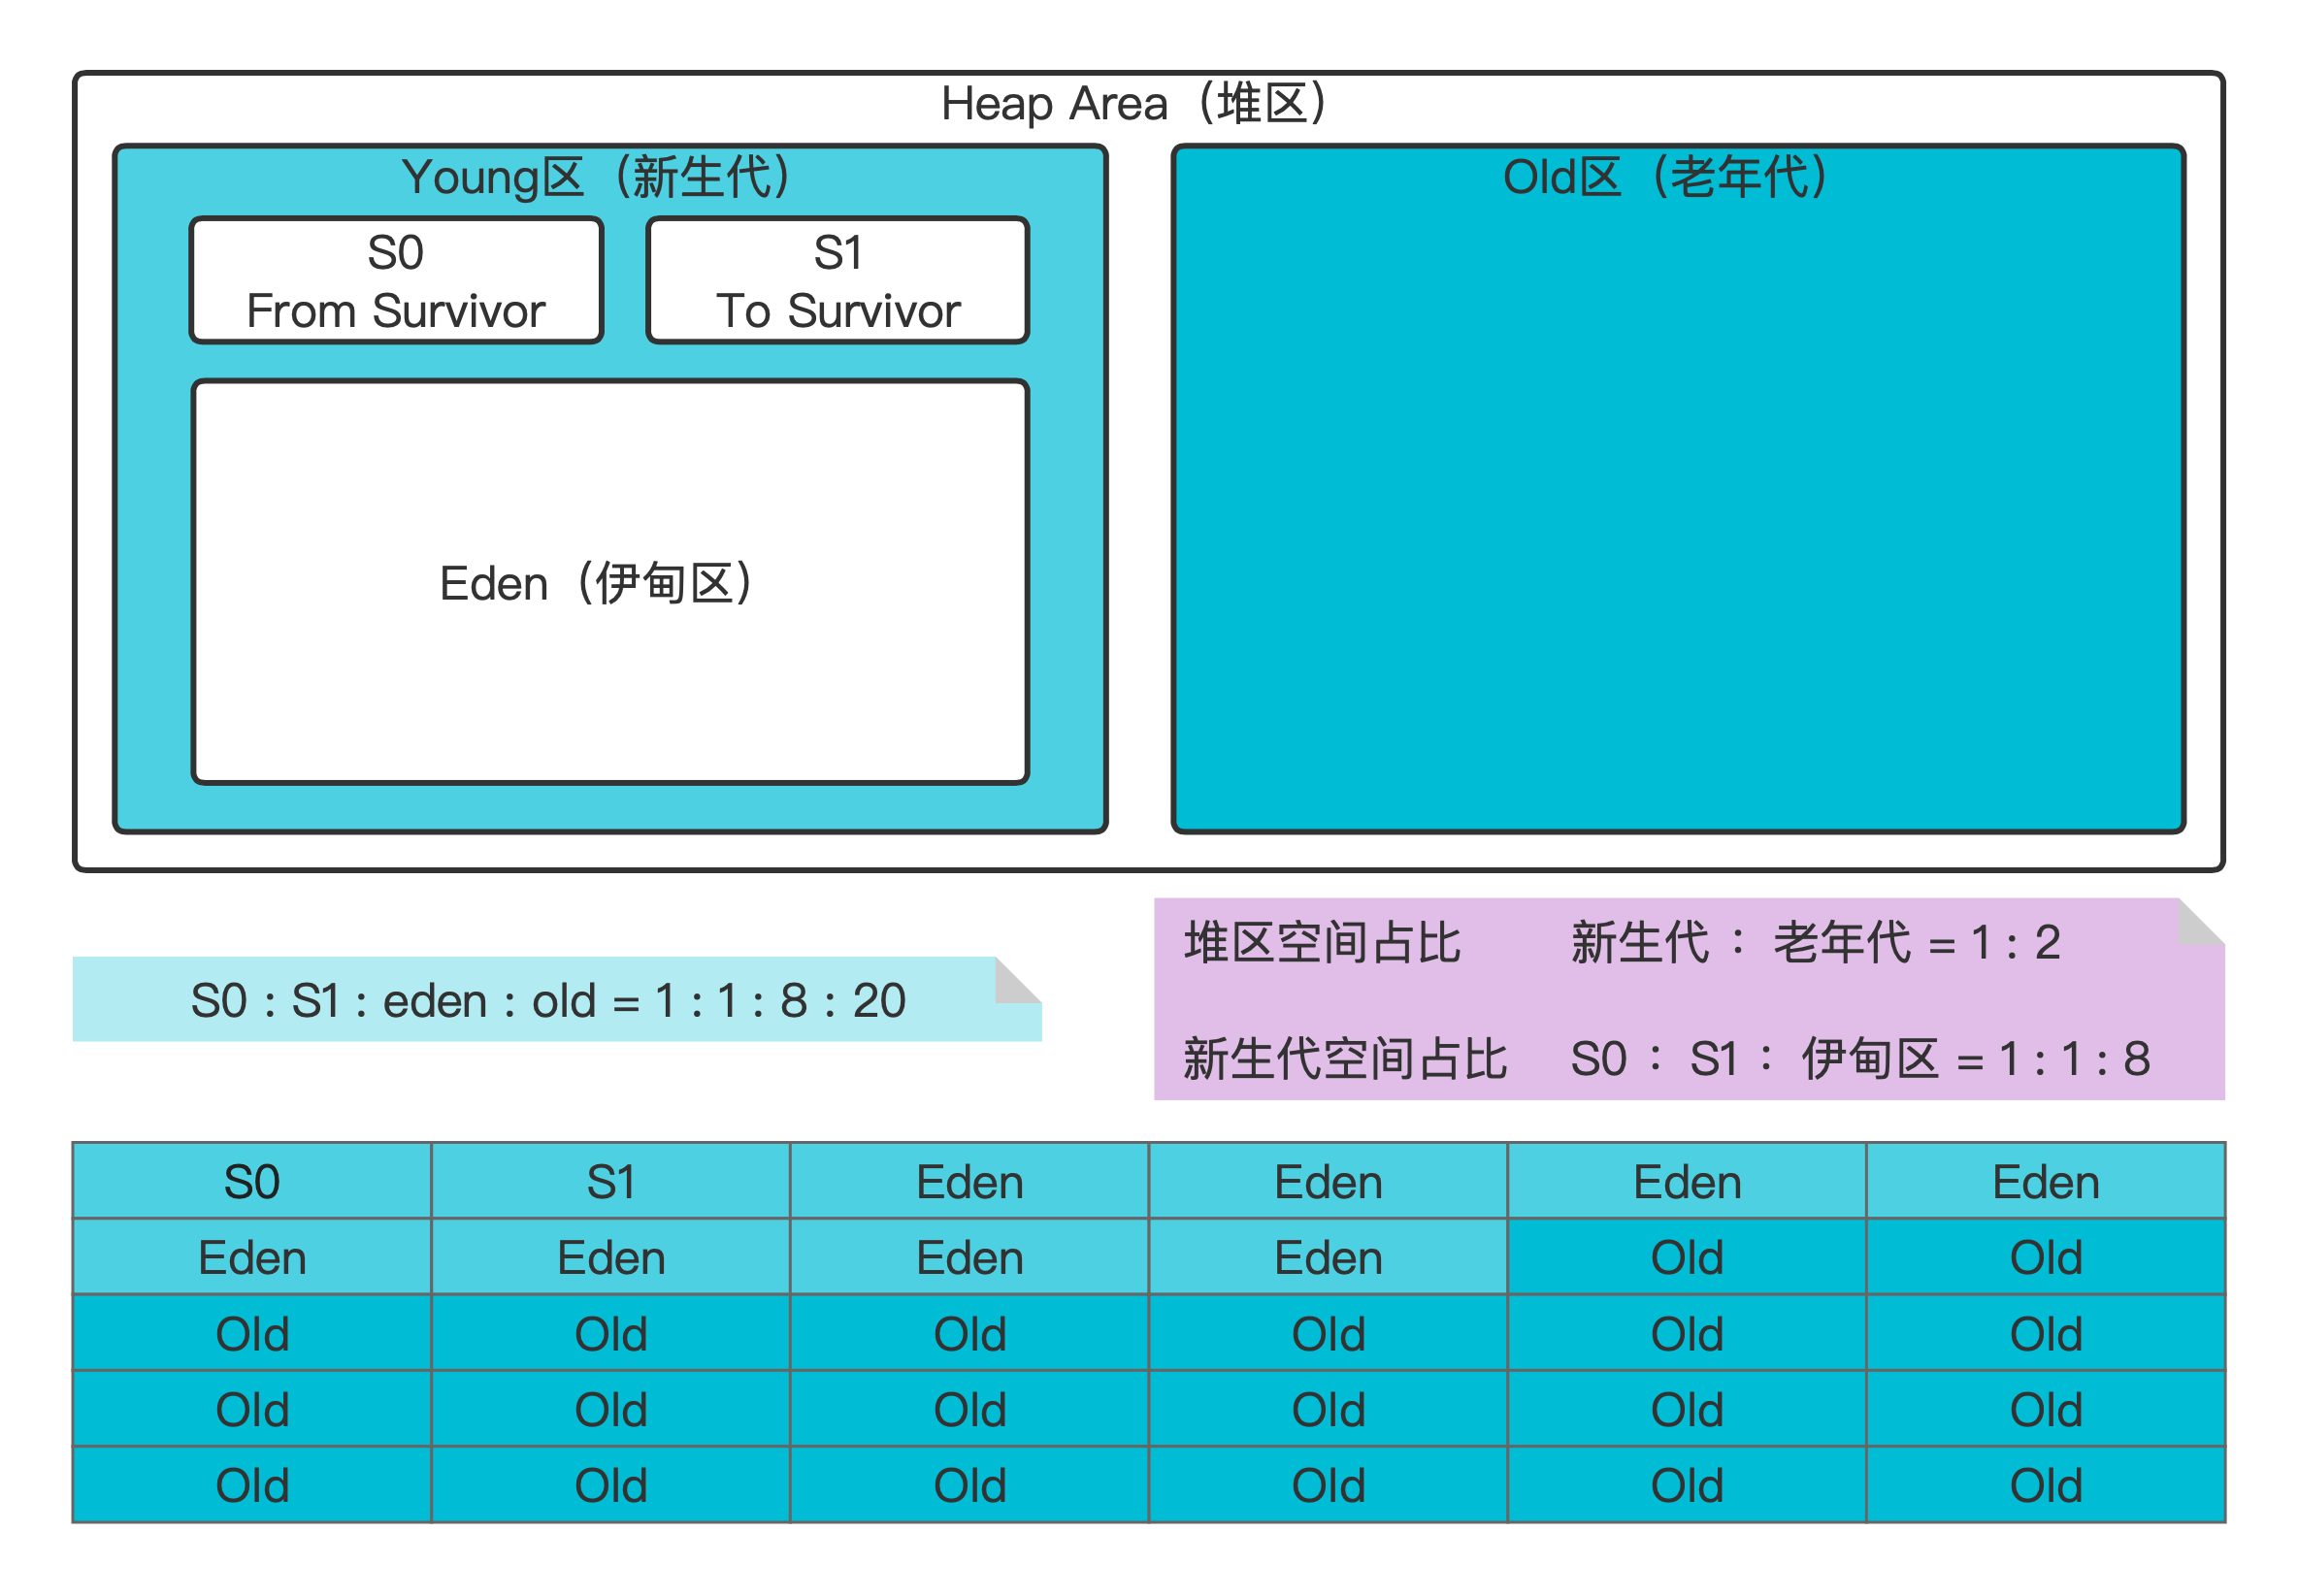 Heap Area（堆区）
Young区（新生代）
Old区（老年代）
S0
From Survivor
S1
To Survivor
Eden（伊甸区）
S0 : S1 : eden : old = 1 : 1 : 8 : 20
堆区空间占比 新生代 ： 老年代 = 1 : 2
新生代空间占比 S0 ： S1 ： 伊甸区 = 1 : 1 : 8
S0 S1 Eden Eden Eden Eden
Eden Eden Eden Eden Old Old
Old Old Old Old Old Old
Old Old Old Old Old Old
Old Old Old Old Old Old